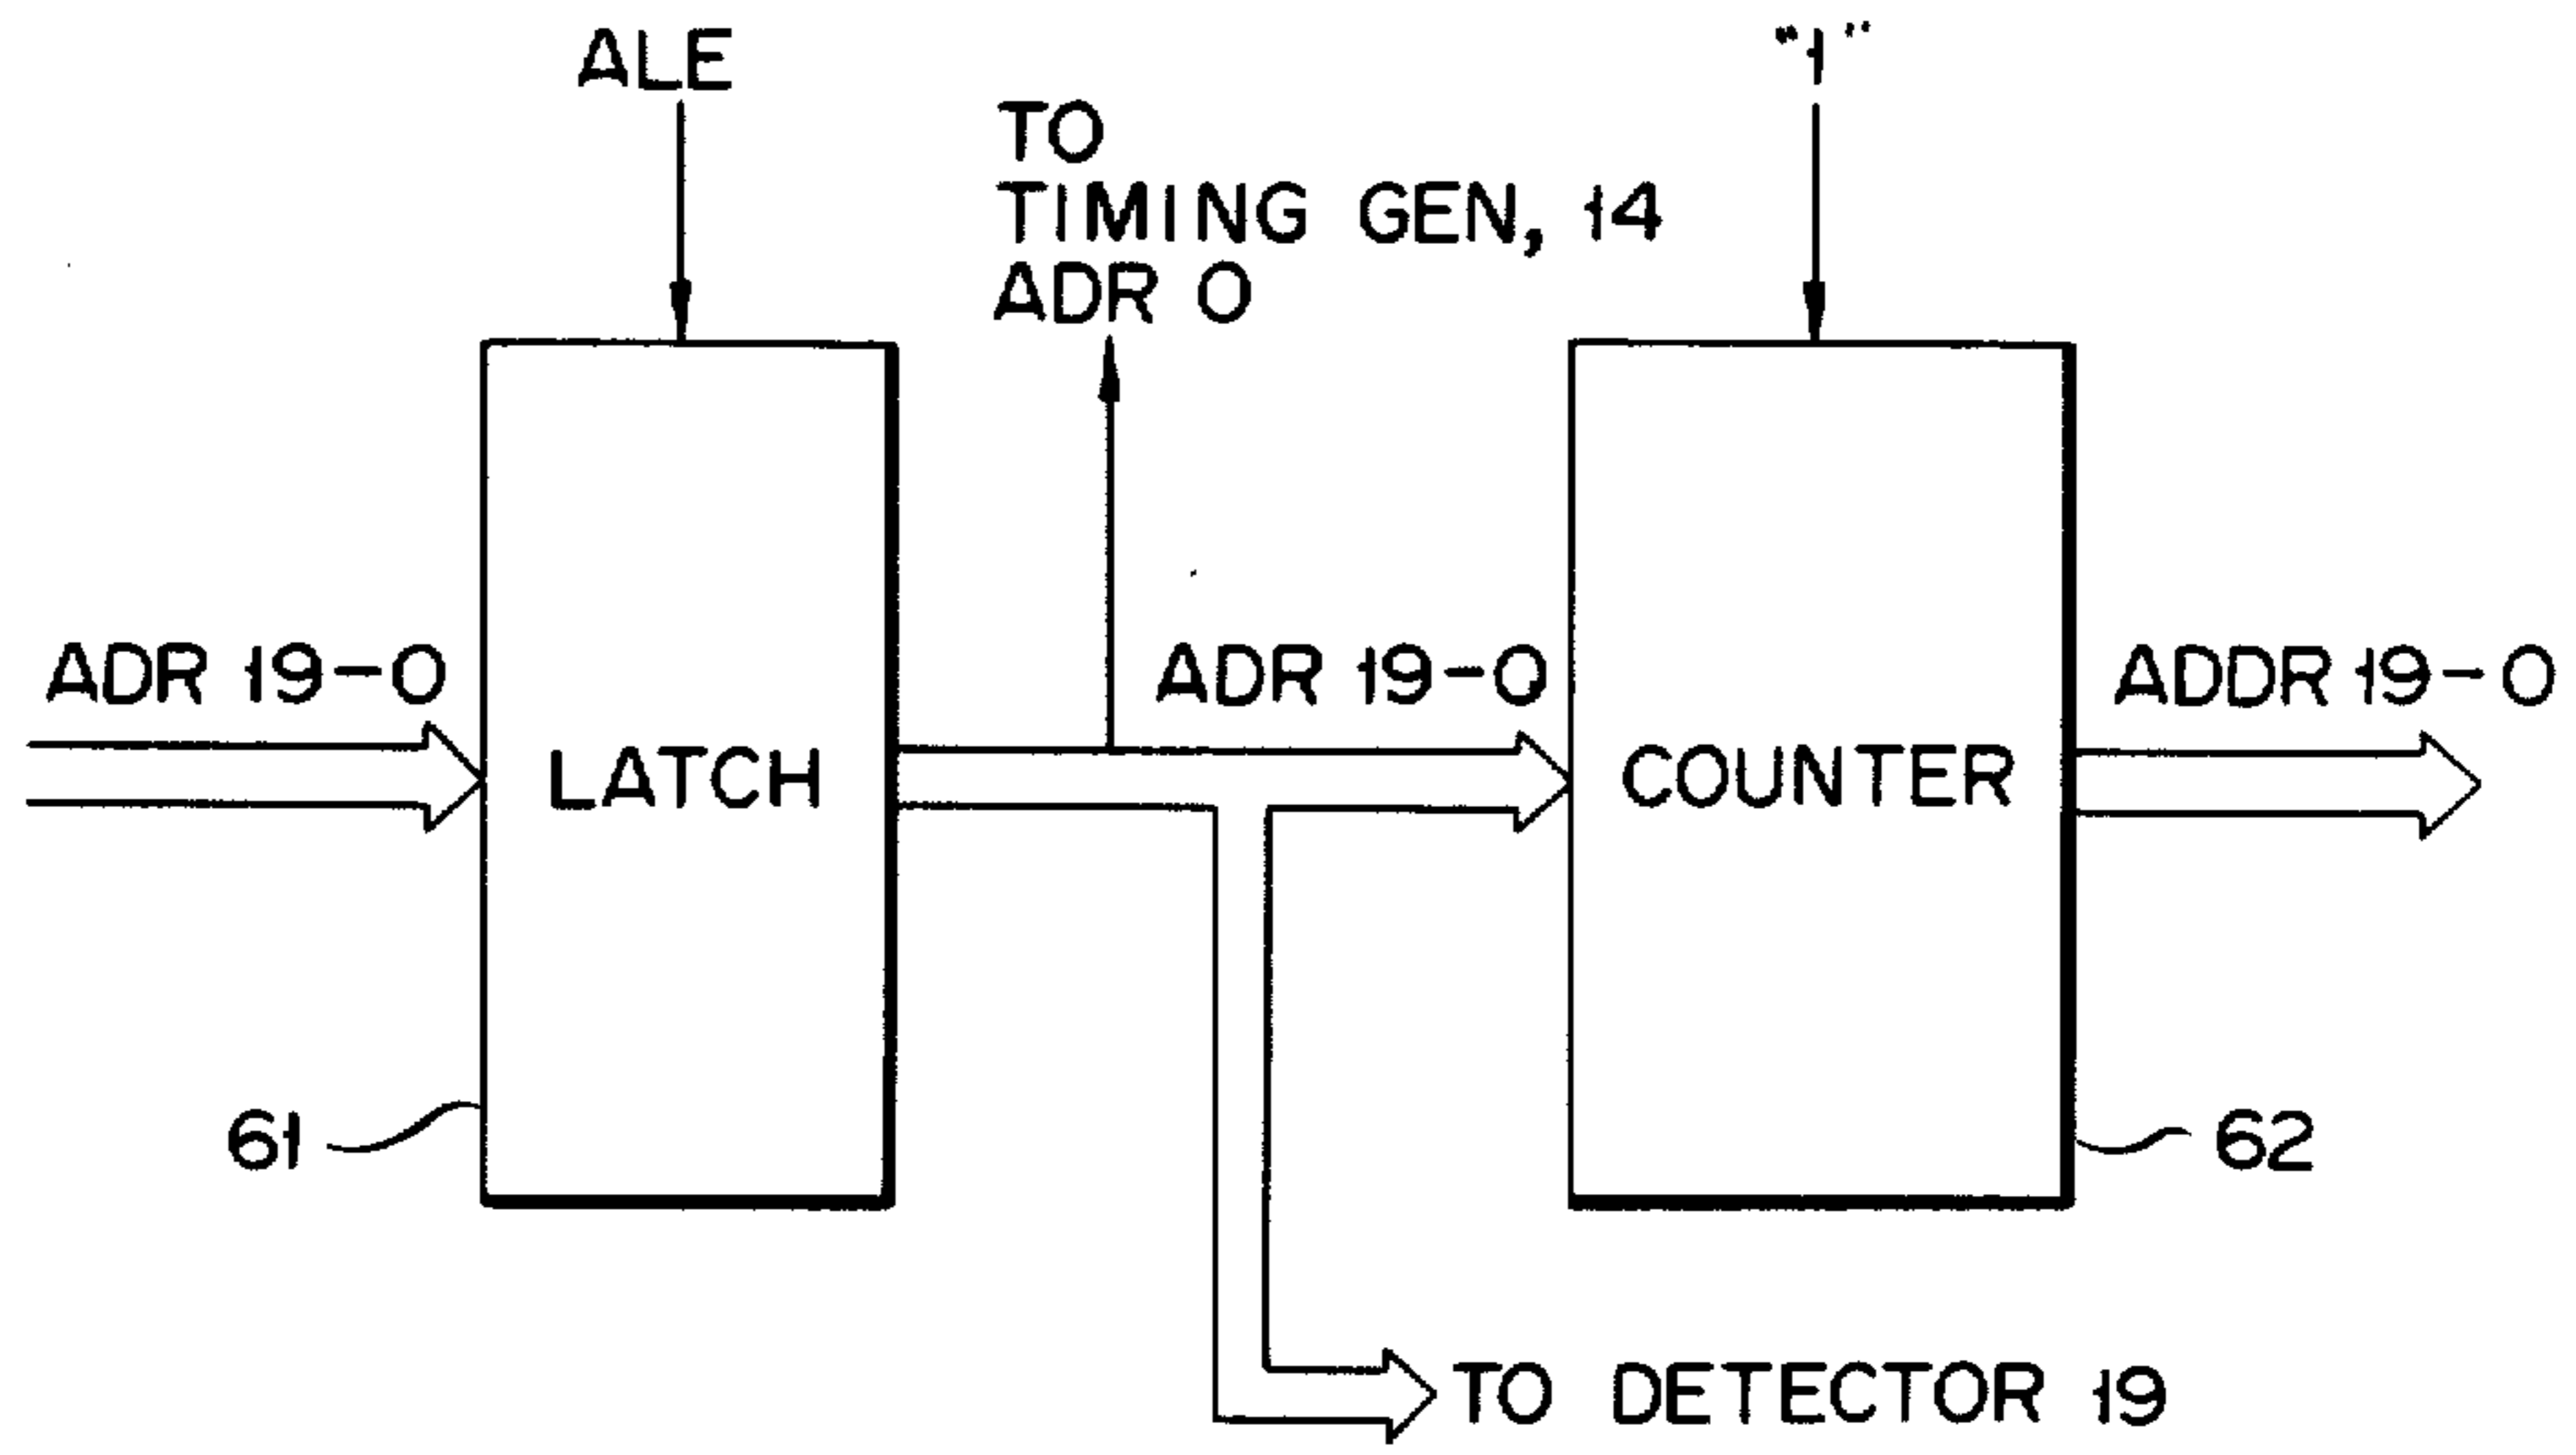 ALE
"1"
TO
TIMING GEN, 14
ADR 0
ADR 19-0
ADR 19-0
ADDR 19-0
LATCH
COUNTER
61
62
TO DETECTOR 19